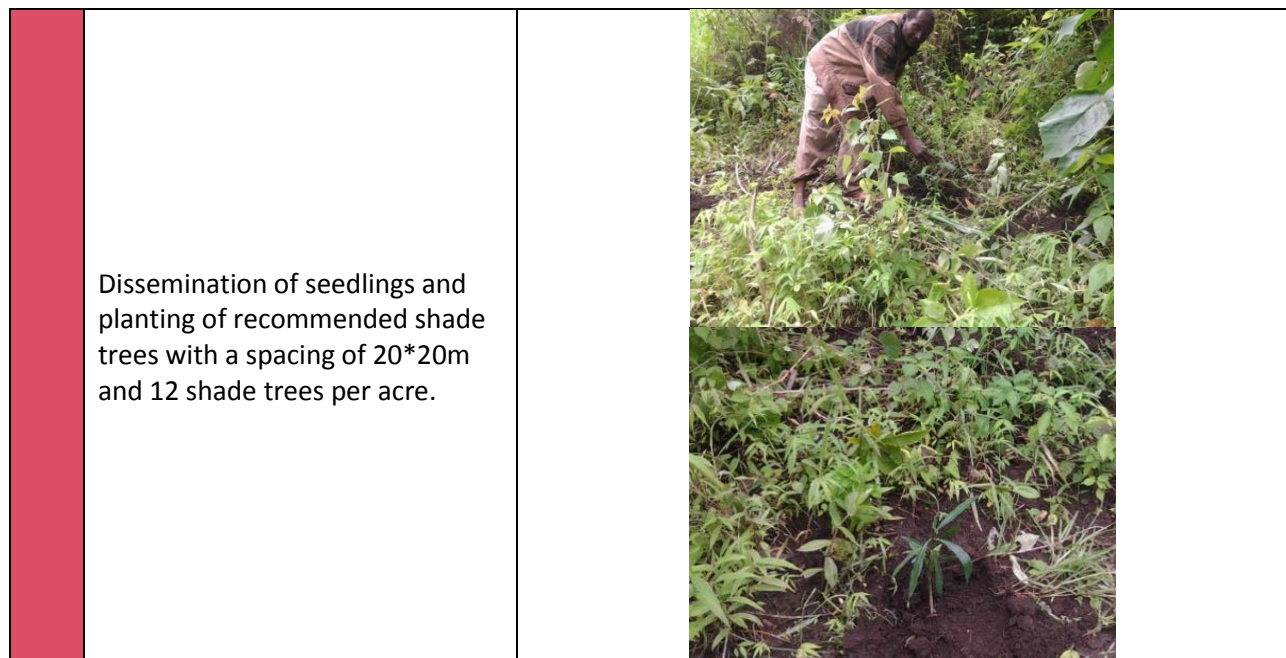 Dissemination of seedlings and
planting of recommended shade
trees with a spacing of 20*20m
and 12 shade trees per acre.